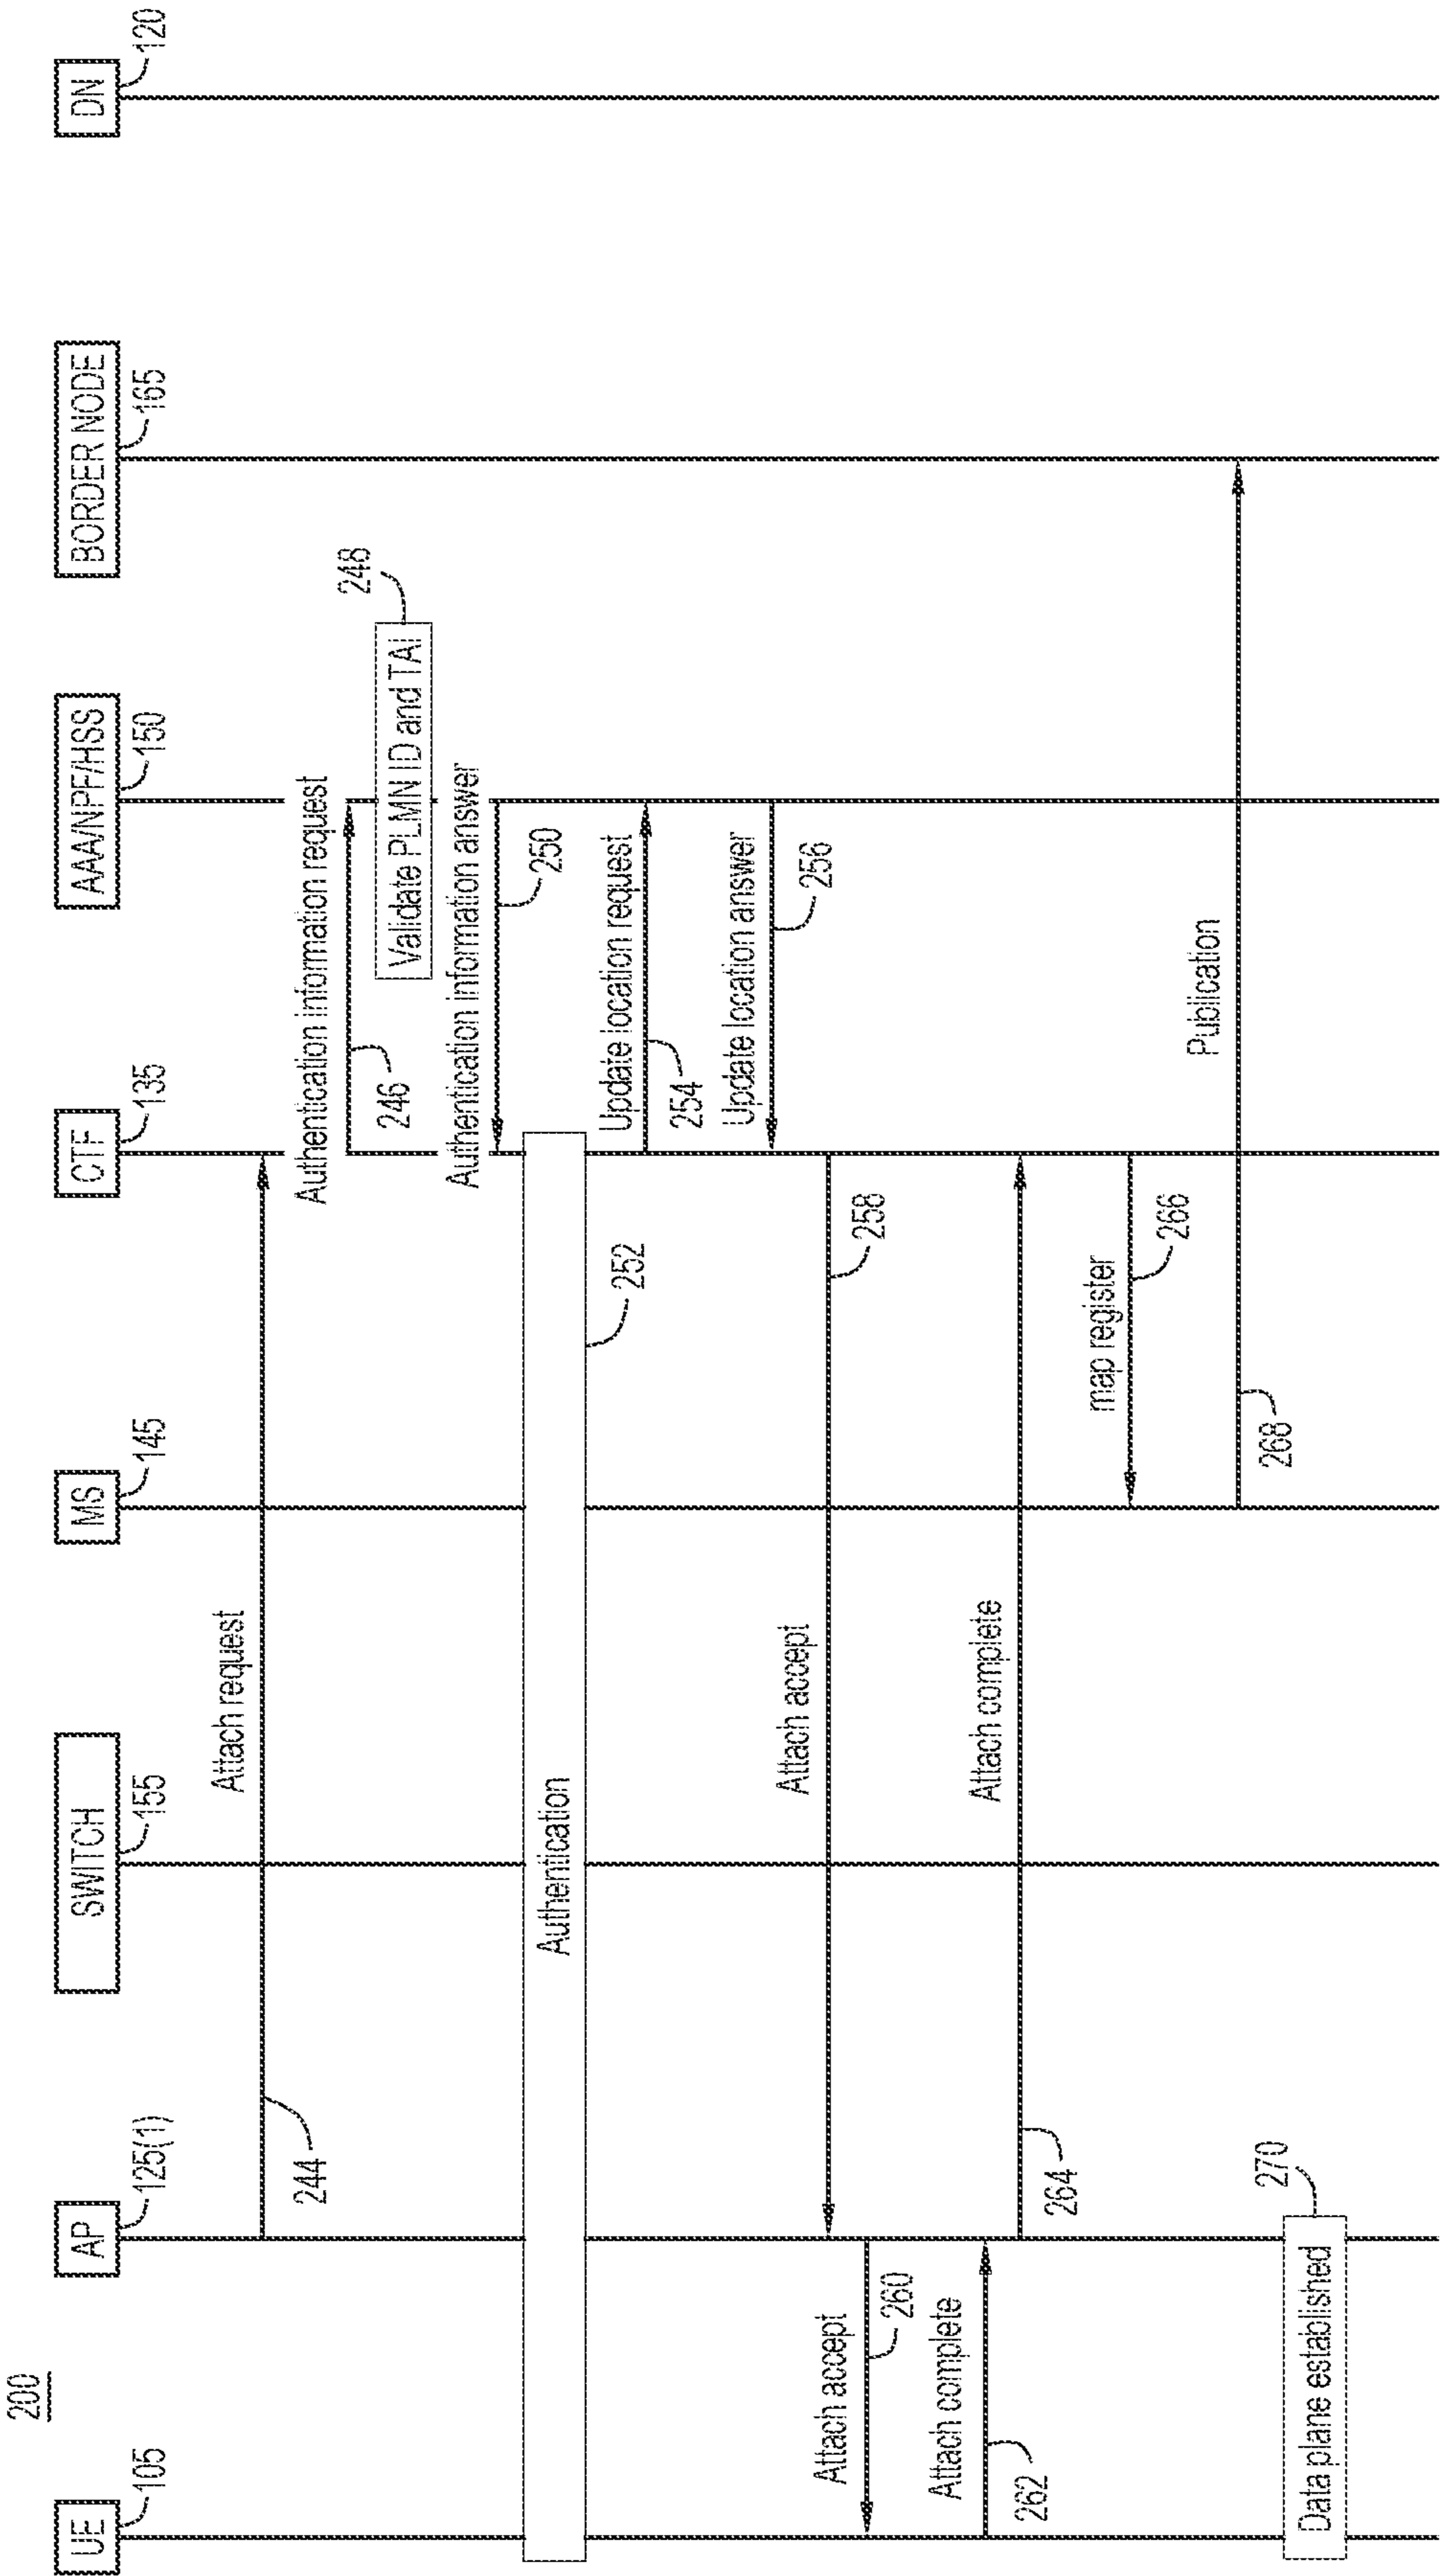 200
UE
105
AP
125(1)
SWITCH
155
MS
145
CTF
135
AAA/NPF/HSS
150
BORDER NODE
165
DN
120
Attach request
244
Authentication information request
246
Validate PLMN ID and TAI
248
Authentication information answer
250
Authentication
252
Update location request
254
Update location answer
256
Attach accept
258
Attach accept
260
Attach complete
262
Attach complete
264
map register
266
Publication
268
Data plane established
270